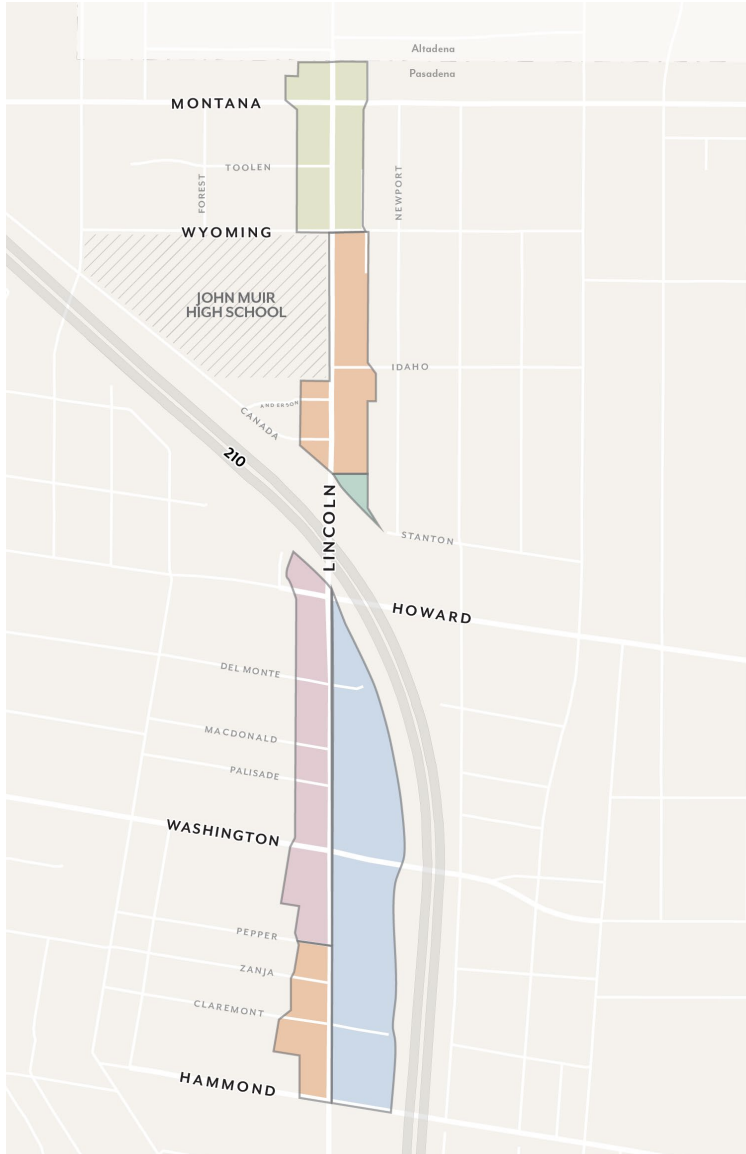 Altadena
Pasadena
MONTANA
TOOLEN
FOREST
NEWPORT
WYOMING
JOHN MUIR
HIGH SCHOOL
IDAHO
ANDERSON
CANADA
210
LINCOLN
STANTON
HOWARD
DEL MONTE
MACDONALD
PALISADE
WASHINGTON
PEPPER
ZANJA
CLAREMONT
HAMMOND